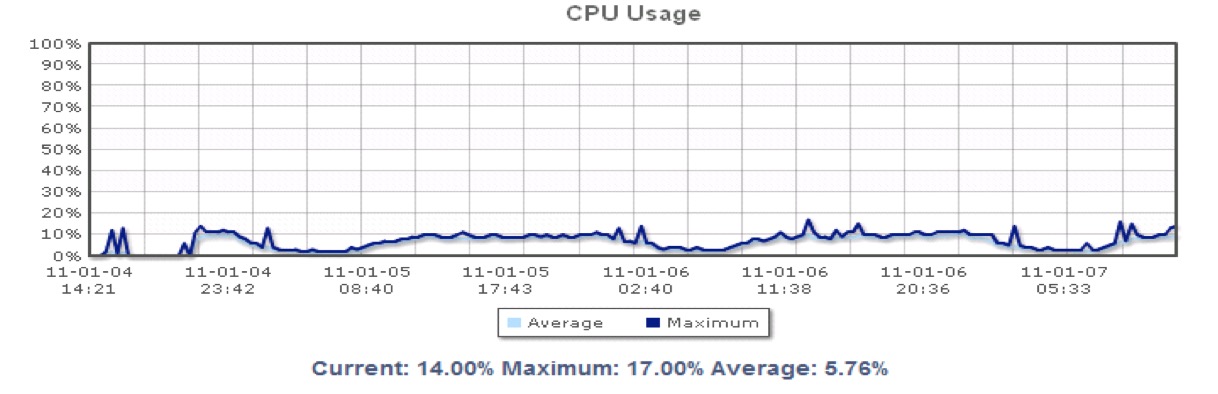 CPU Usage
100%
90%
80%
70%
60%
50%
40%
30%
20%
10%
0%
11-01-04 11-01-04 11-01-05 11-01-05 11-01-06 11-01-06 11-01-06 11-01-07
14:21 23:42 08:40 17:43 02:40 11:38 20:36 05:33
Average Maximum
Current: 14.00% Maximum: 17.00% Average: 5.76%